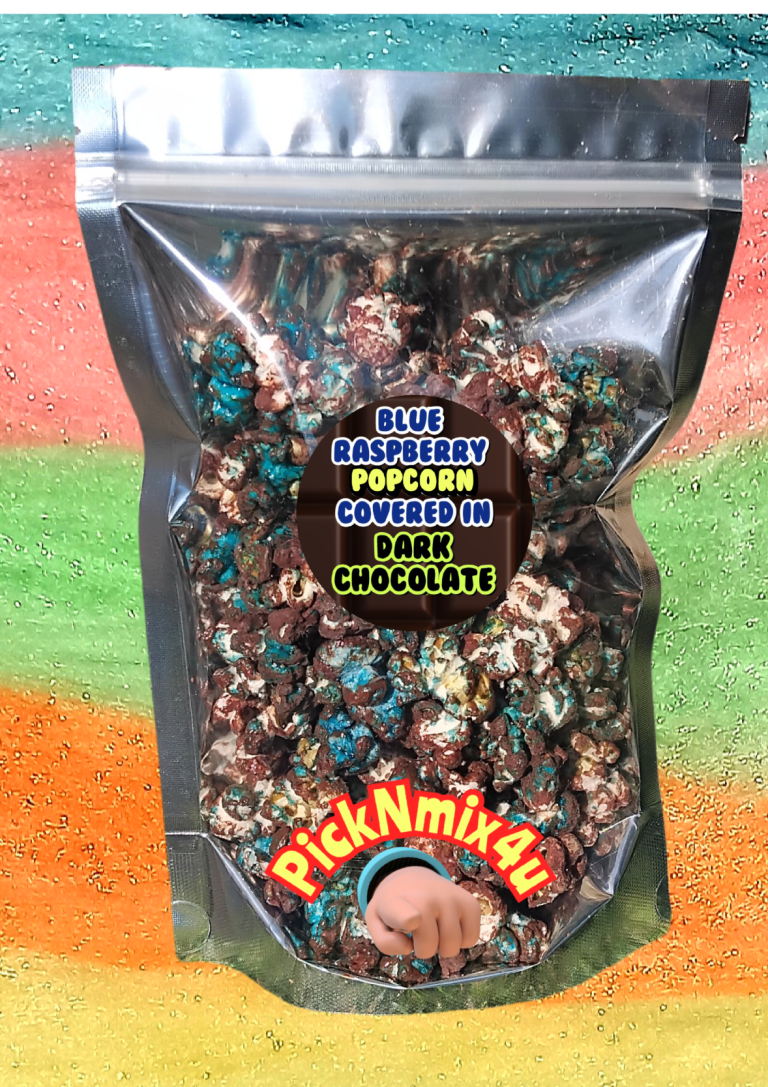 BLUE
RASPBERRY
POPCORN
COVERED IN
DARK
CHOCOLATE
PickNmix4u